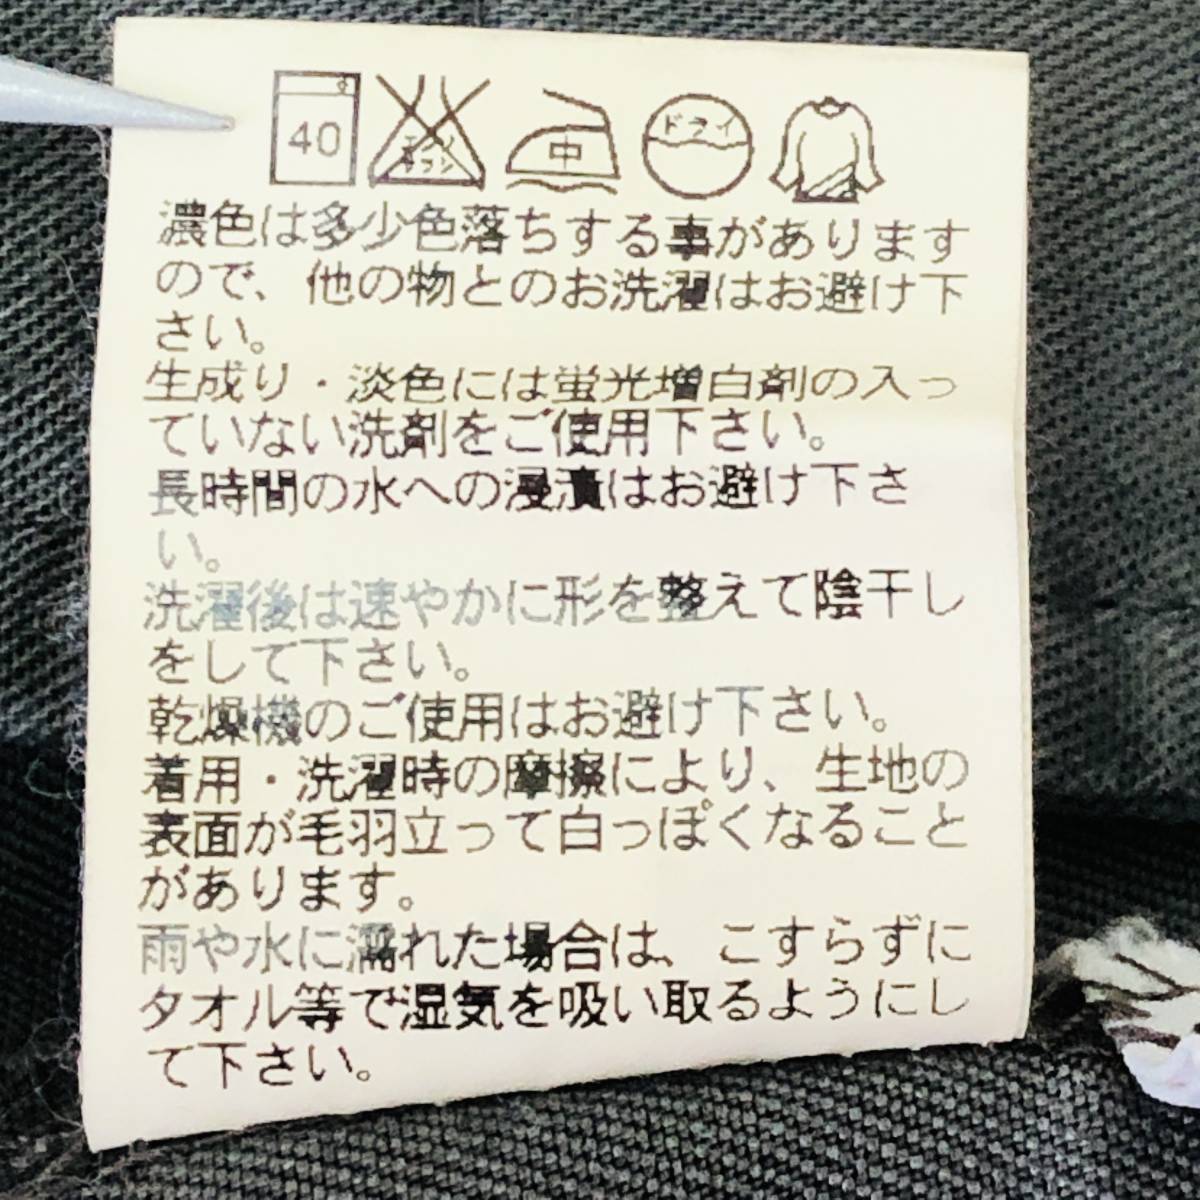 40 エンソサラシ 中 ドライ
濃色は多少色落ちする事があります
ので、他の物とのお洗濯はお避け下
さい。
生成り・淡色には蛍光増白剤の入っ
ていない洗剤をご使用下さい。
長時間の水への浸漬はお避け下さ
い。
洗濯後は速やかに形を整えて陰干し
をして下さい。
乾燥機のご使用はお避け下さい。
着用・洗濯時の摩擦により、生地の
表面が毛羽立って白っぽくなること
があります。
雨や水に濡れた場合は、こすらずに
タオル等で湿気を吸い取るようにし
て下さい。